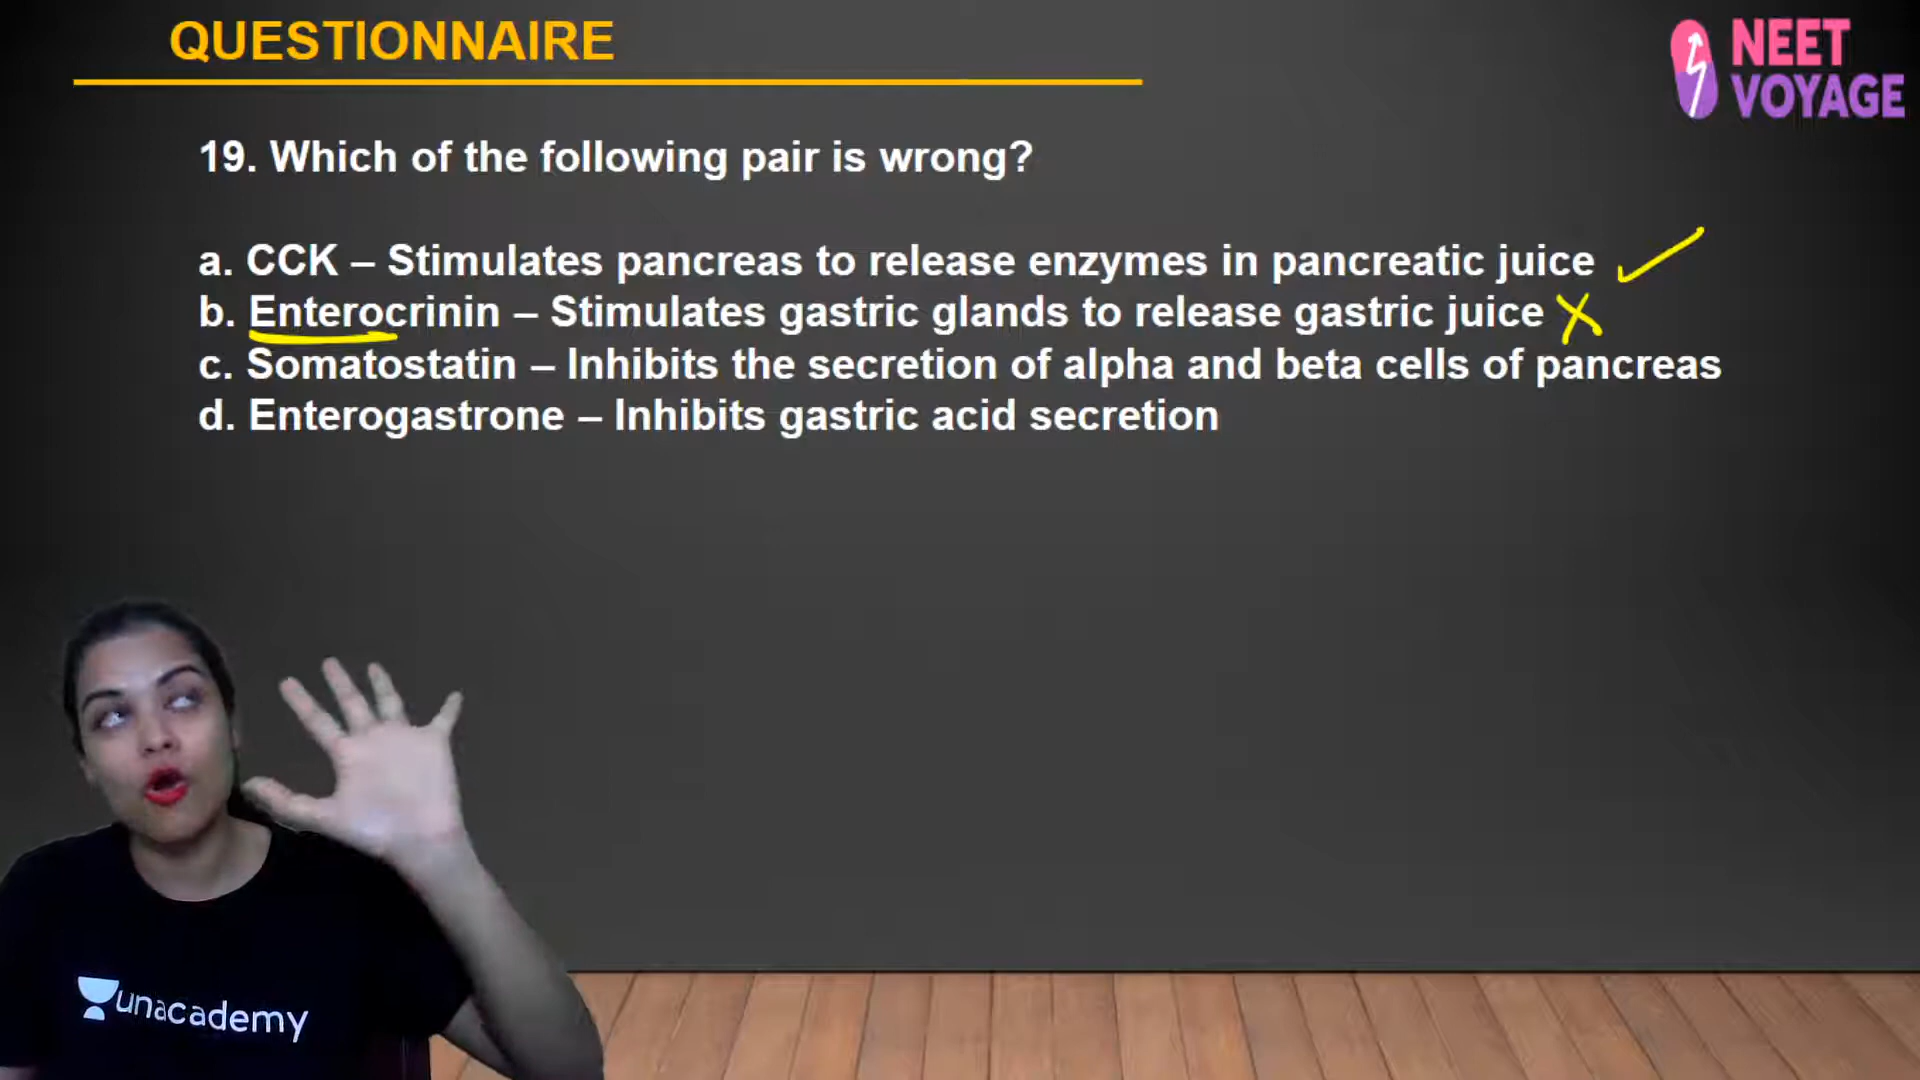 QUESTIONNAIRE
NEET
VOYAGE
19. Which of the following pair is wrong?
a. CCK – Stimulates pancreas to release enzymes in pancreatic juice
b. Enterocrinin – Stimulates gastric glands to release gastric juice
c. Somatostatin – Inhibits the secretion of alpha and beta cells of pancreas
d. Enterogastrone – Inhibits gastric acid secretion
unacademy